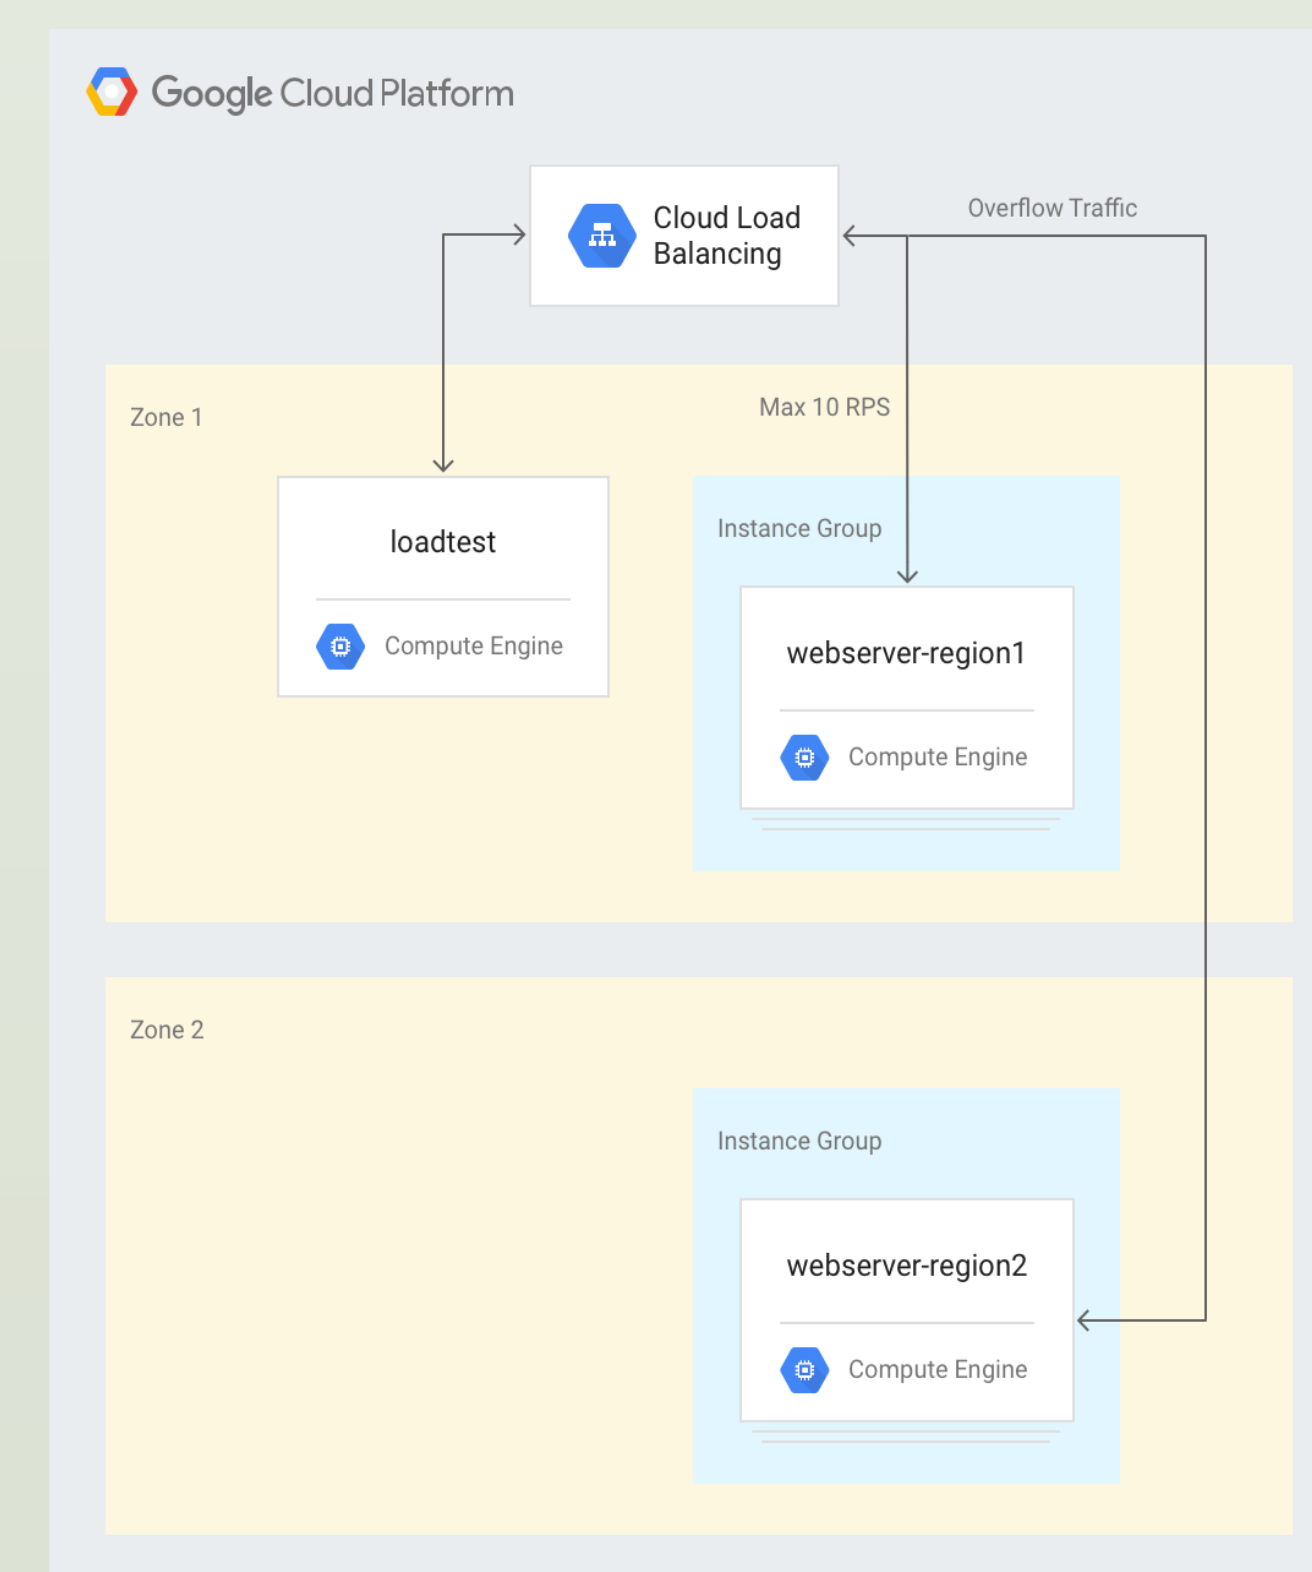 Google Cloud Platform
Cloud Load
Balancing
Overflow Traffic
Zone 1
Max 10 RPS
loadtest
Compute Engine
Instance Group
webserver-region1
Compute Engine
Zone 2
Instance Group
webserver-region2
Compute Engine